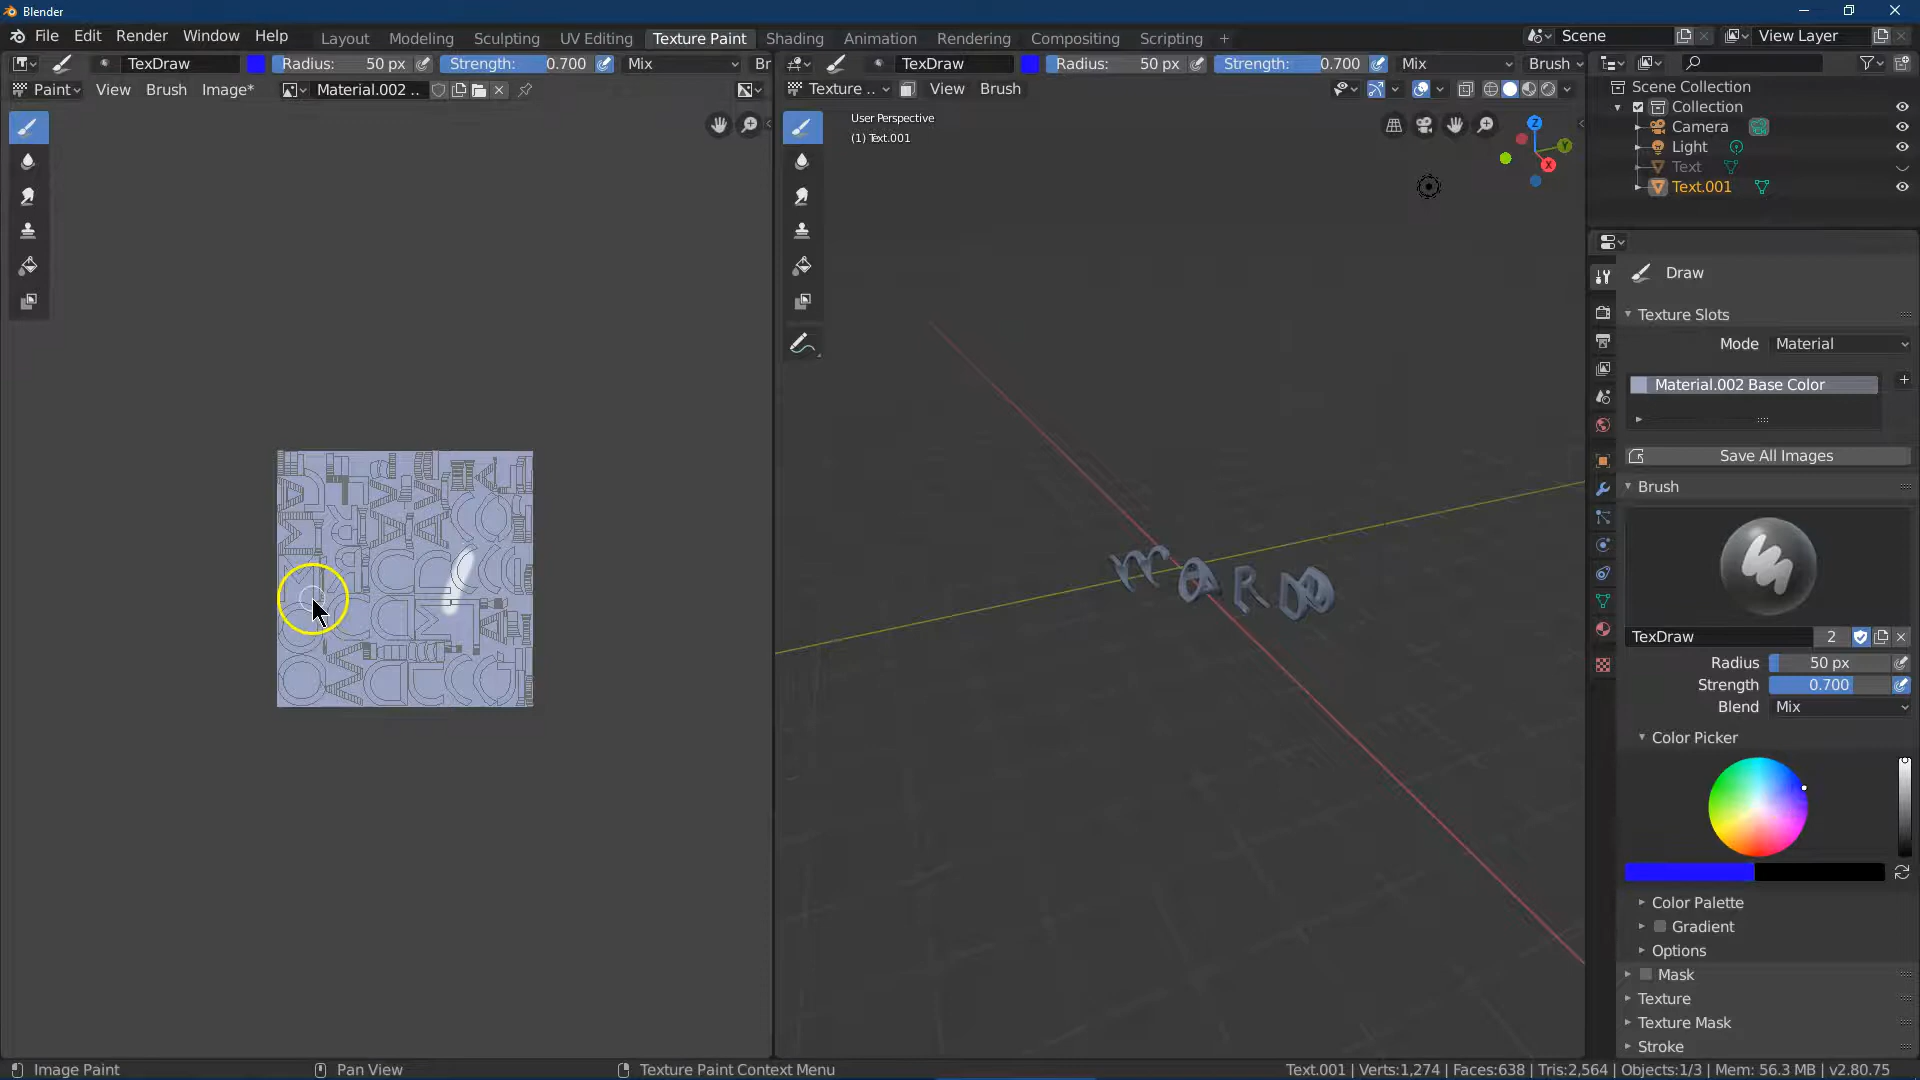 Blender
File Edit Render Window Help Layout Modeling Sculpting UV Editing Texture Paint Shading Animation Rendering Compositing Scripting + Scene View Layer
TexDraw Radius: 50 px Strength: 0.700 Mix Br
TexDraw Radius: 50 px Strength: 0.700 Mix Brush
Paint View Brush Image* Material.002 ..
Texture .. View Brush
User Perspective
(1) Text.001
Z
Y
X
Scene Collection
Collection
Camera
Light
Text
Text.001
Draw
Texture Slots
Mode Material
Material.002 Base Color
Save All Images
Brush
TexDraw 2
Radius 50 px
Strength 0.700
Blend Mix
Color Picker
Color Palette
Gradient
Options
Mask
Texture
Texture Mask
Stroke
Image Paint Pan View Texture Paint Context Menu Text.001 | Verts:1,274 | Faces:638 | Tris:2,564 | Objects:1/3 | Mem: 56.3 MB | v2.80.75